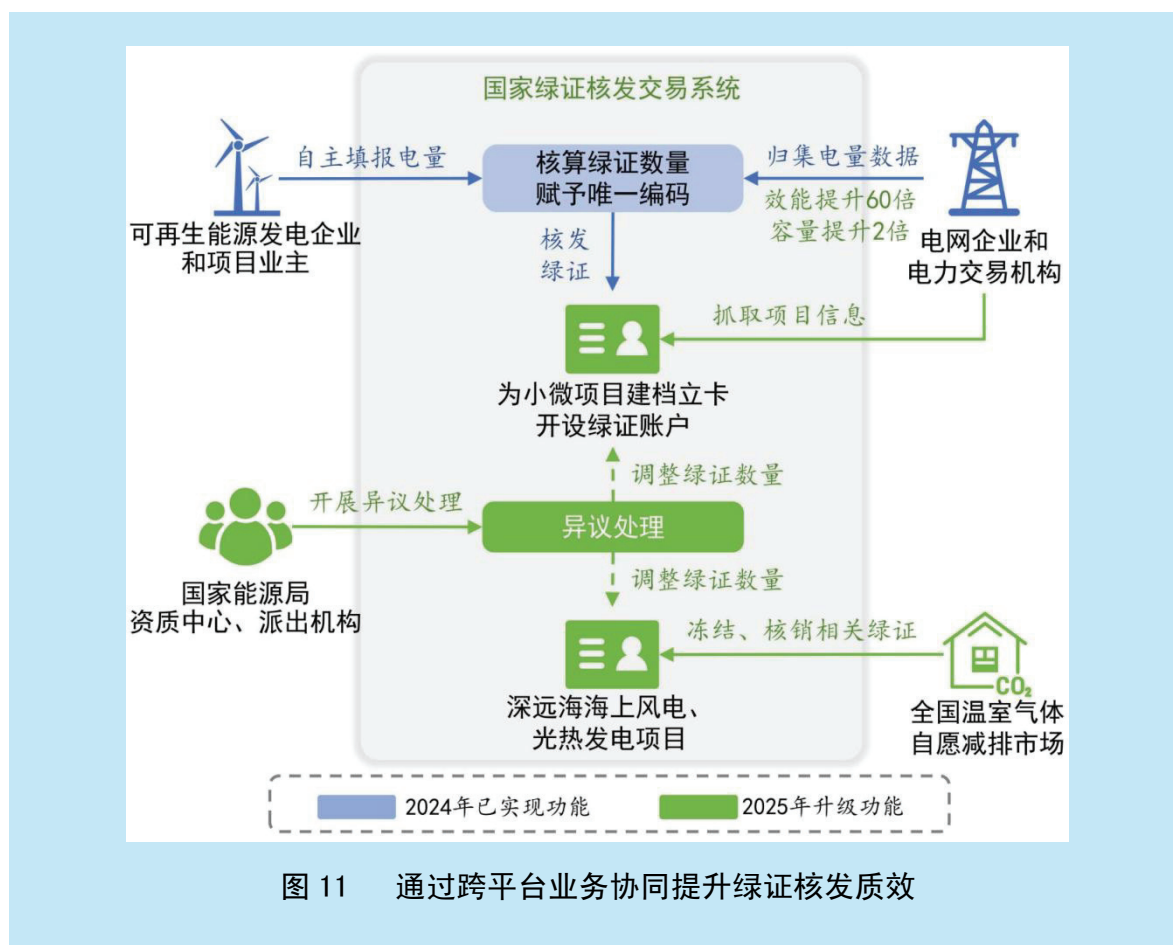 国家绿证核发交易系统
自主填报电量
核算绿证数量
赋予唯一编码
归集电量数据
效能提升60倍
容量提升2倍
可再生能源发电企业
和项目业主
核发
绿证
电网企业和
电力交易机构
抓取项目信息
为小微项目建档立卡
开设绿证账户
调整绿证数量
开展异议处理
异议处理
调整绿证数量
国家能源局
资质中心、派出机构
冻结、核销相关绿证
CO₂
深远海海上风电、
光热发电项目
全国温室气体
自愿减排市场
2024年已实现功能
2025年升级功能
图 11 通过跨平台业务协同提升绿证核发质效